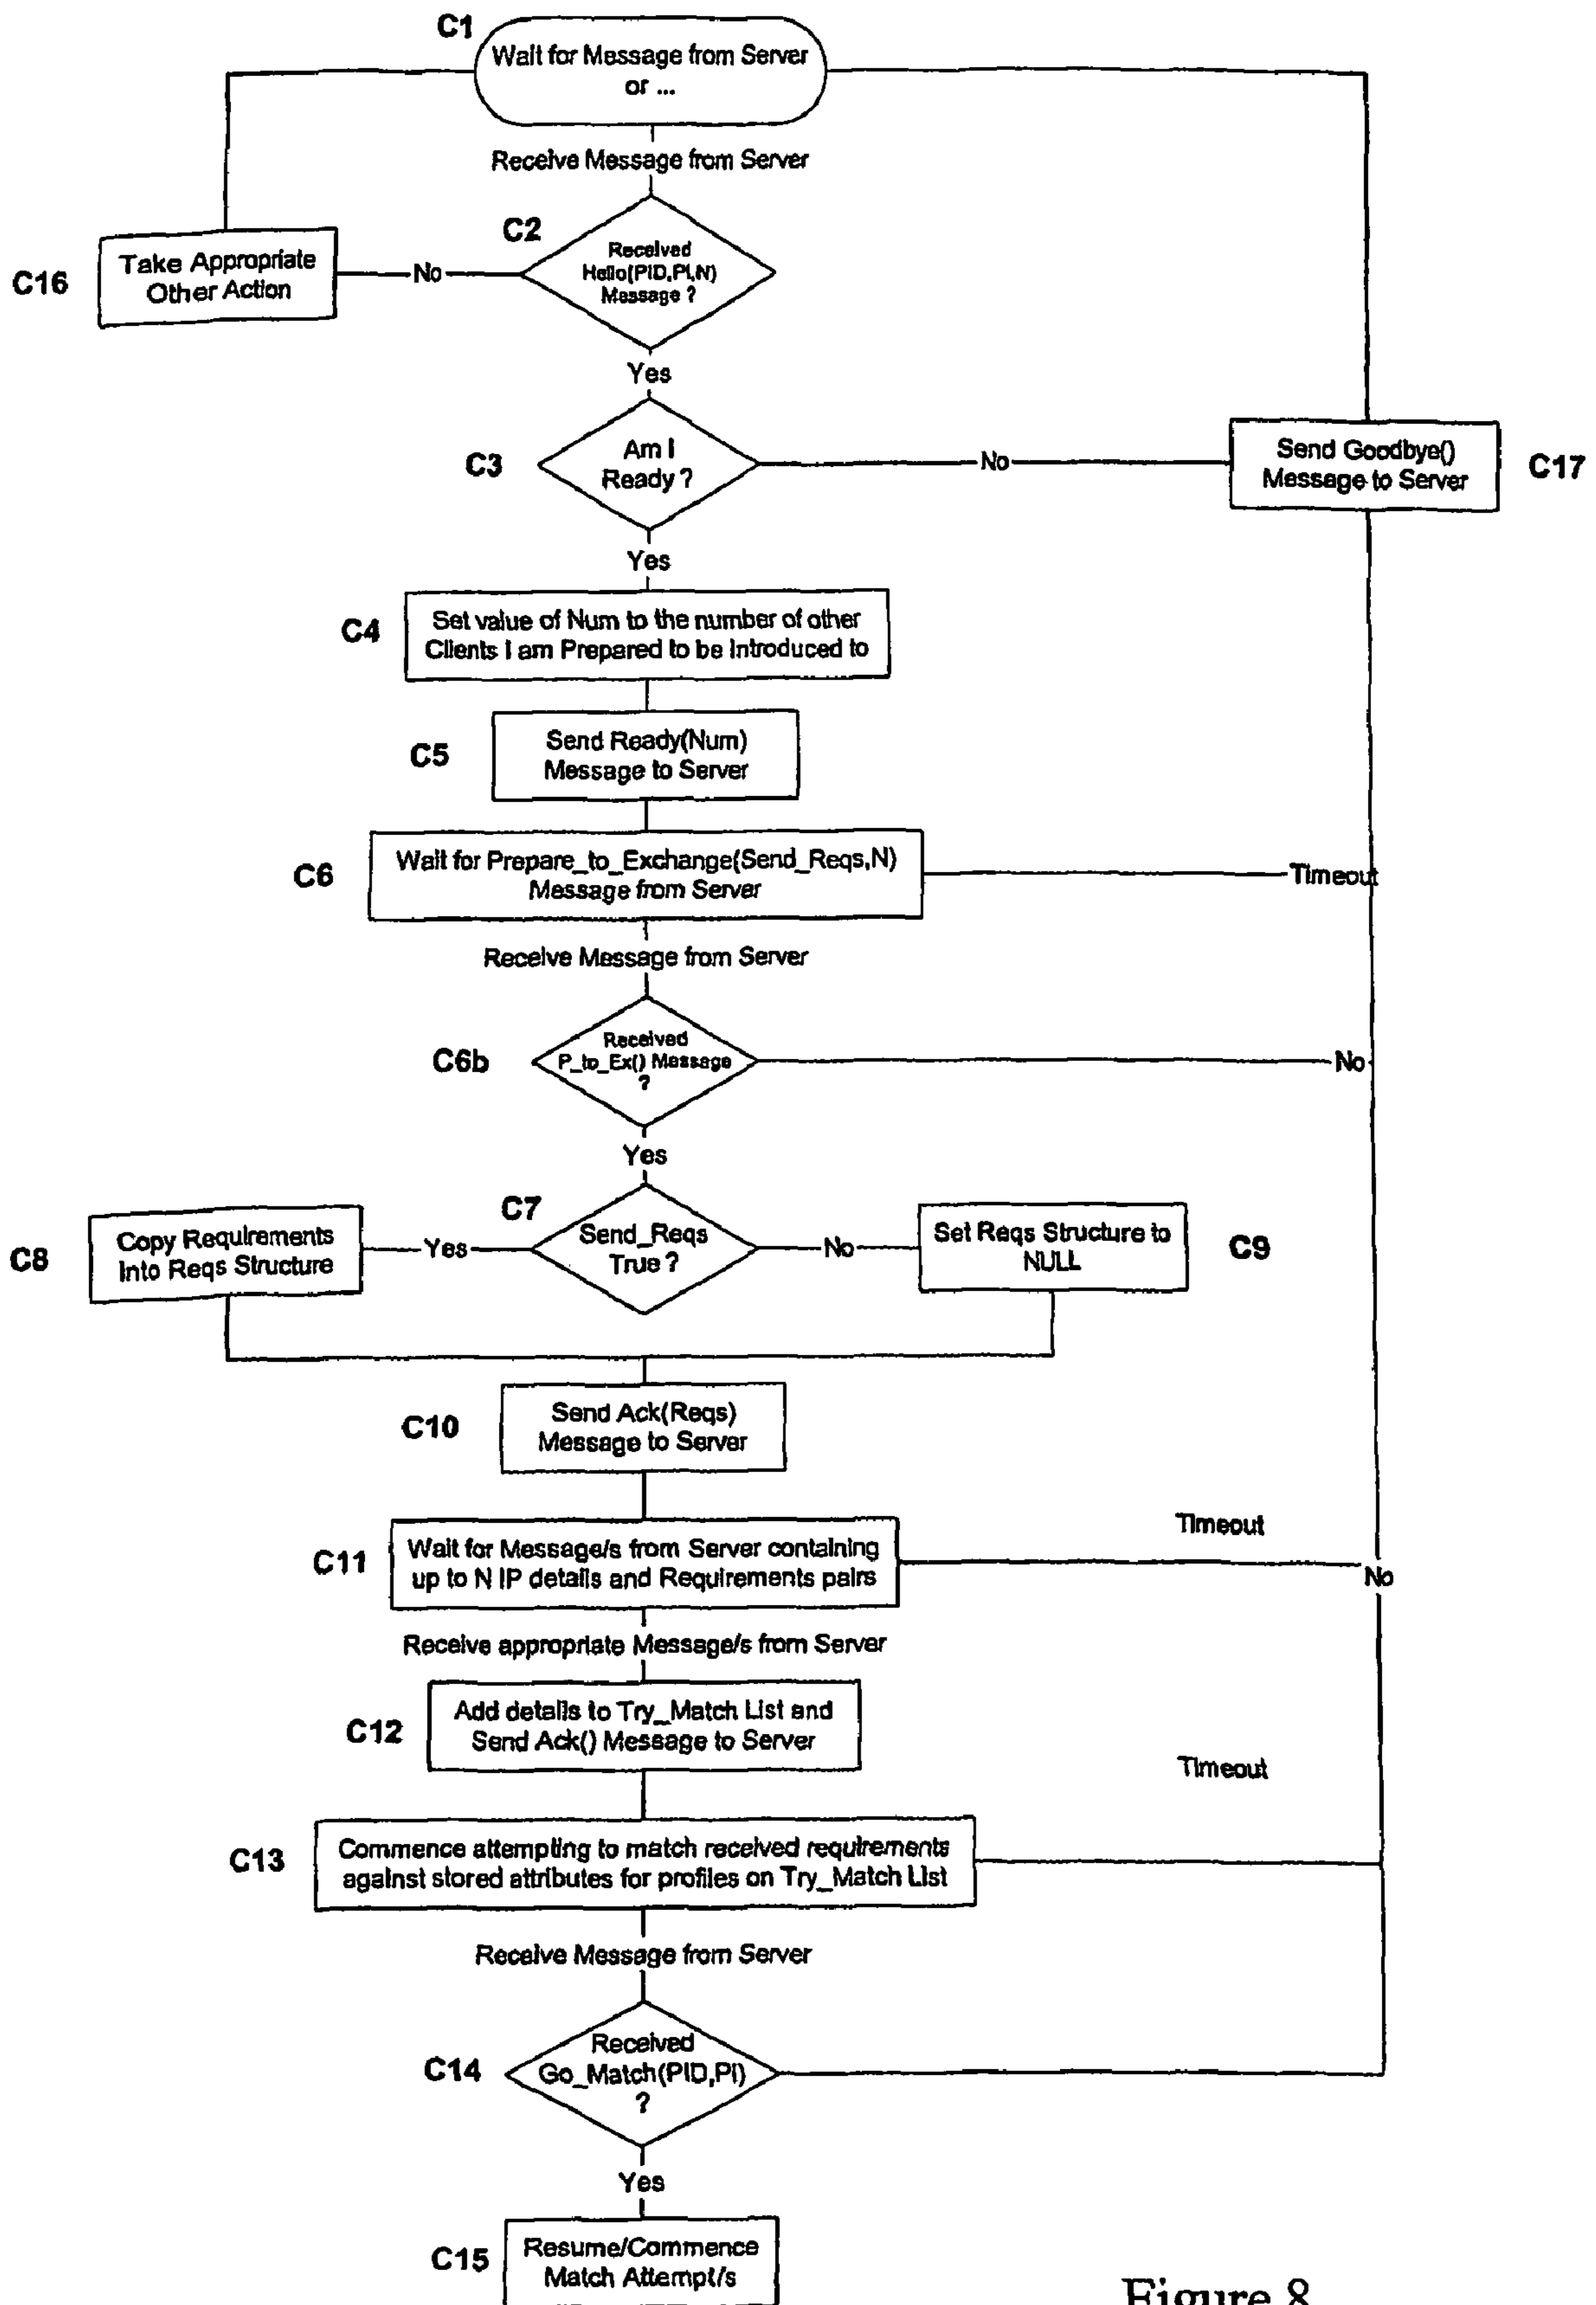 C1
Wait for Message from Server
or ...
Receive Message from Server
C2
Received
Hello(PID,PI,N)
Message ?
No
C16
Take Appropriate
Other Action
Yes
C3
Am I
Ready ?
No
Send Goodbye()
Message to Server
C17
Yes
C4
Set value of Num to the number of other
Clients I am Prepared to be Introduced to
C5
Send Ready(Num)
Message to Server
C6
Wait for Prepare_to_Exchange(Send_Reqs,N)
Message from Server
Timeout
Receive Message from Server
C6b
Received
P_to_Ex() Message
?
No
Yes
C7
Send_Reqs
True ?
C8
Copy Requirements
Into Reqs Structure
Yes
No
Set Reqs Structure to
NULL
C9
C10
Send Ack(Reqs)
Message to Server
C11
Wait for Message/s from Server containing
up to N IP details and Requirements pairs
Timeout
No
Receive appropriate Message/s from Server
C12
Add details to Try_Match List and
Send Ack() Message to Server
Timeout
C13
Commence attempting to match received requirements
against stored attributes for profiles on Try_Match List
Receive Message from Server
C14
Received
Go_Match(PID,PI)
?
Yes
C15
Resume/Commence
Match Attempt/s
Figure 8